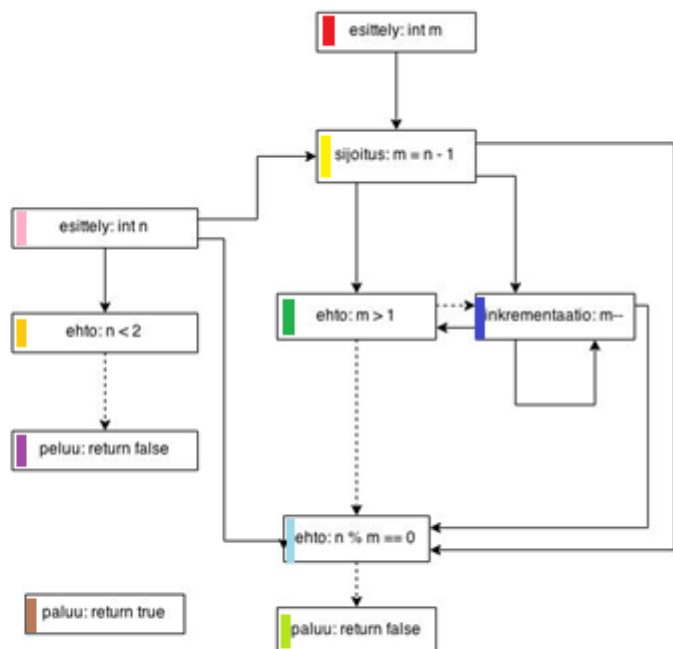 esittely: int m
sijoitus: m = n - 1
esittely: int n
ehto: m > 1
inkrementaatio: m--
ehto: n < 2
peluu: return false
ehto: n % m == 0
paluu: return true
paluu: return false